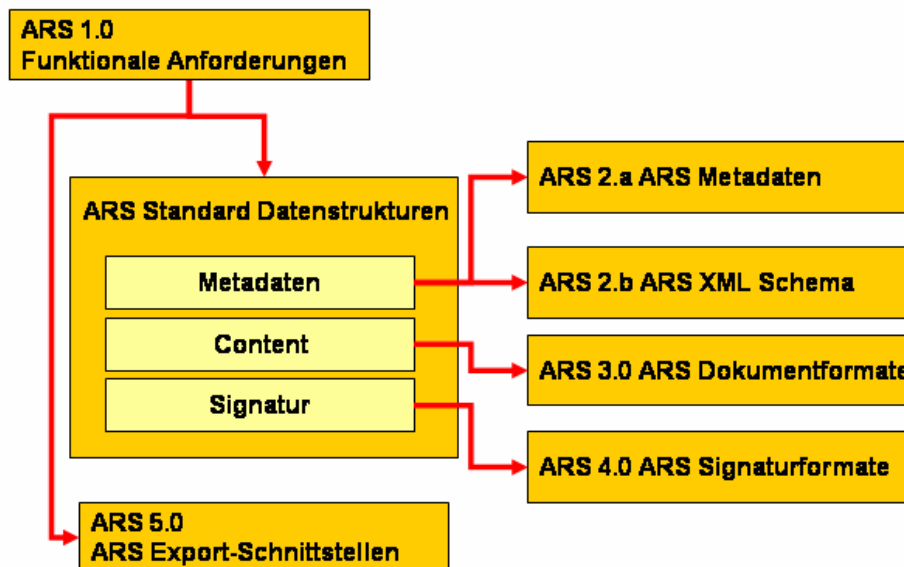 ARS 1.0
Funktionale Anforderungen
ARS Standard Datenstrukturen
Metadaten
Content
Signatur
ARS 2.a ARS Metadaten
ARS 2.b ARS XML Schema
ARS 3.0 ARS Dokumentformate
ARS 4.0 ARS Signaturformate
ARS 5.0
ARS Export-Schnittstellen